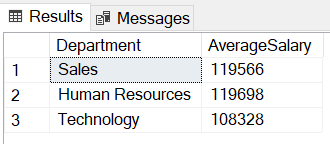 Results Messages
Department AverageSalary
1 Sales 119566
2 Human Resources 119698
3 Technology 108328